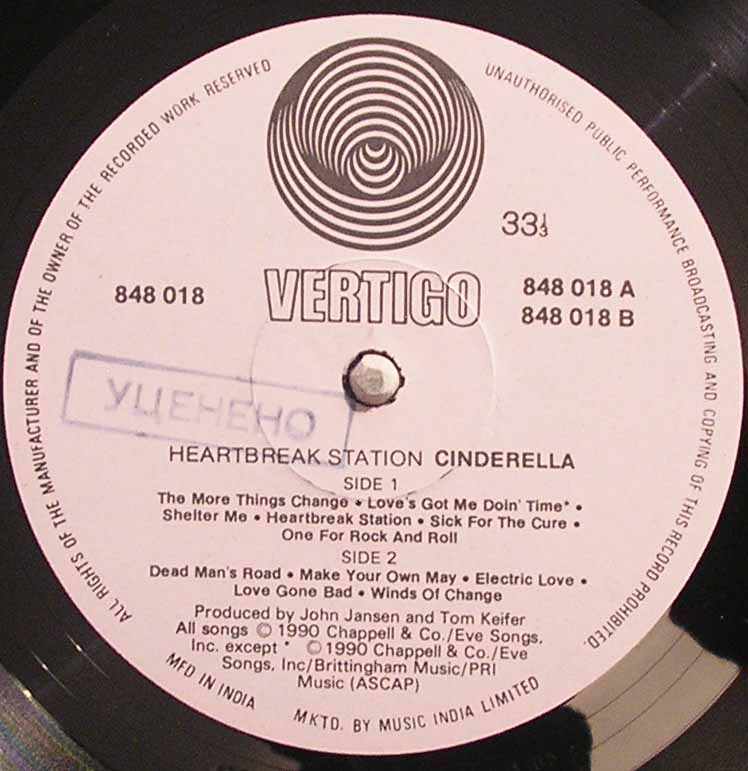 ALL RIGHTS OF THE MANUFACTURER AND OF THE OWNER OF THE RECORDED WORK RESERVED
UNAUTHORISED PUBLIC PERFORMANCE BROADCASTING AND COPYING OF THIS RECORD PROHIBITED.
33⅓
848 018
VERTIGO
848 018 A
848 018 B
УЦЕНЕНО
HEARTBREAK STATION CINDERELLA
SIDE 1
The More Things Change • Love's Got Me Doin' Time* •
Shelter Me • Heartbreak Station • Sick For The Cure •
One For Rock And Roll
SIDE 2
Dead Man's Road • Make Your Own May • Electric Love •
Love Gone Bad • Winds Of Change
Produced by John Jansen and Tom Keifer
All songs © 1990 Chappell & Co./Eve Songs,
Inc. except * © 1990 Chappell & Co./Eve
Songs, Inc/Brittingham Music/PRI
Music (ASCAP)
MFD IN INDIA
MKTD. BY MUSIC INDIA LIMITED